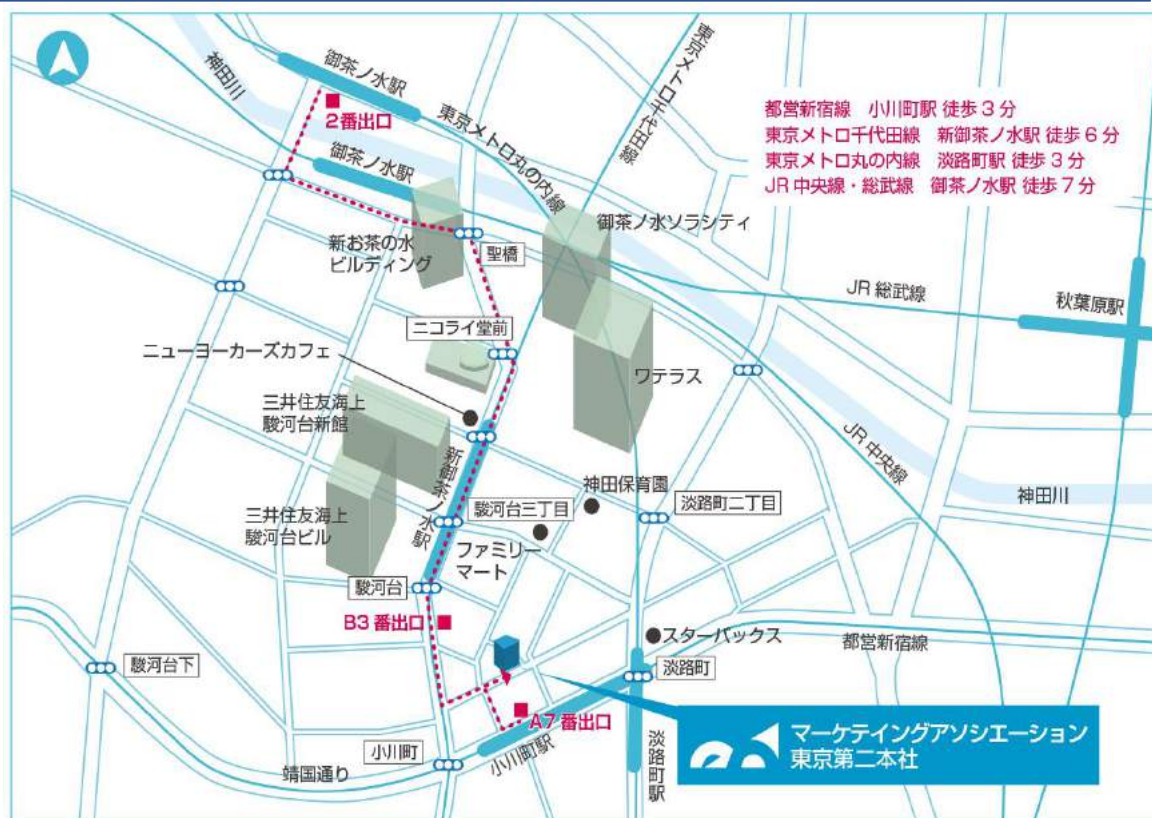 御茶ノ水駅
神田川
2番出口
東京メトロ丸の内線
東京メトロ千代田線
都営新宿線 小川町駅 徒歩3分
東京メトロ千代田線 新御茶ノ水駅 徒歩6分
東京メトロ丸の内線 淡路町駅 徒歩3分
JR中央線・総武線 御茶ノ水駅 徒歩7分
御茶ノ水駅
御茶ノ水ソラシティ
新お茶の水
ビルディング
聖橋
JR 総武線
秋葉原駅
ニコライ堂前
ニューヨーカーズカフェ
ワテラス
三井住友海上
駿河台新館
JR中央線
新御茶ノ水駅
神田保育園
神田川
駿河台三丁目
淡路町二丁目
三井住友海上
駿河台ビル
ファミリー
マート
駿河台
B3番出口
スターバックス
都営新宿線
駿河台下
淡路町
A7番出口
小川町
小川町駅
靖国通り
淡路町駅
マーケテイングアソシエーション
東京第二本社